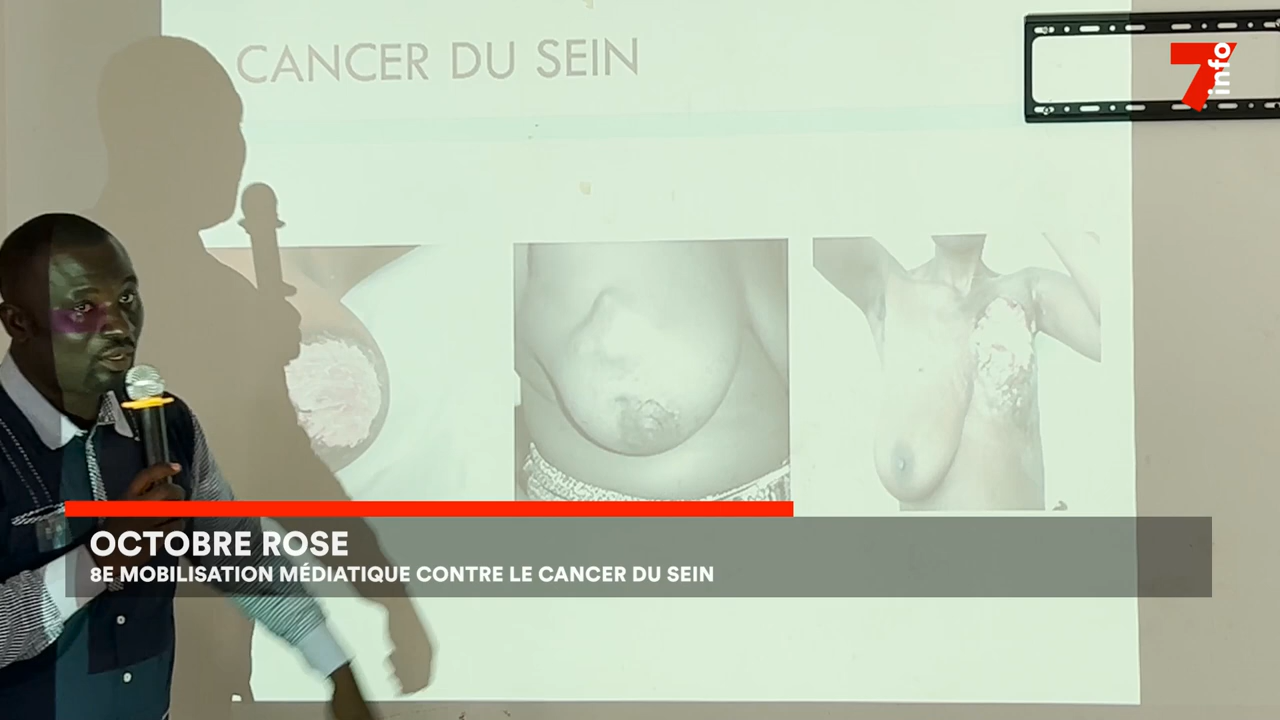 CANCER DU SEIN
7info
OCTOBRE ROSE
8E MOBILISATION MÉDIATIQUE CONTRE LE CANCER DU SEIN